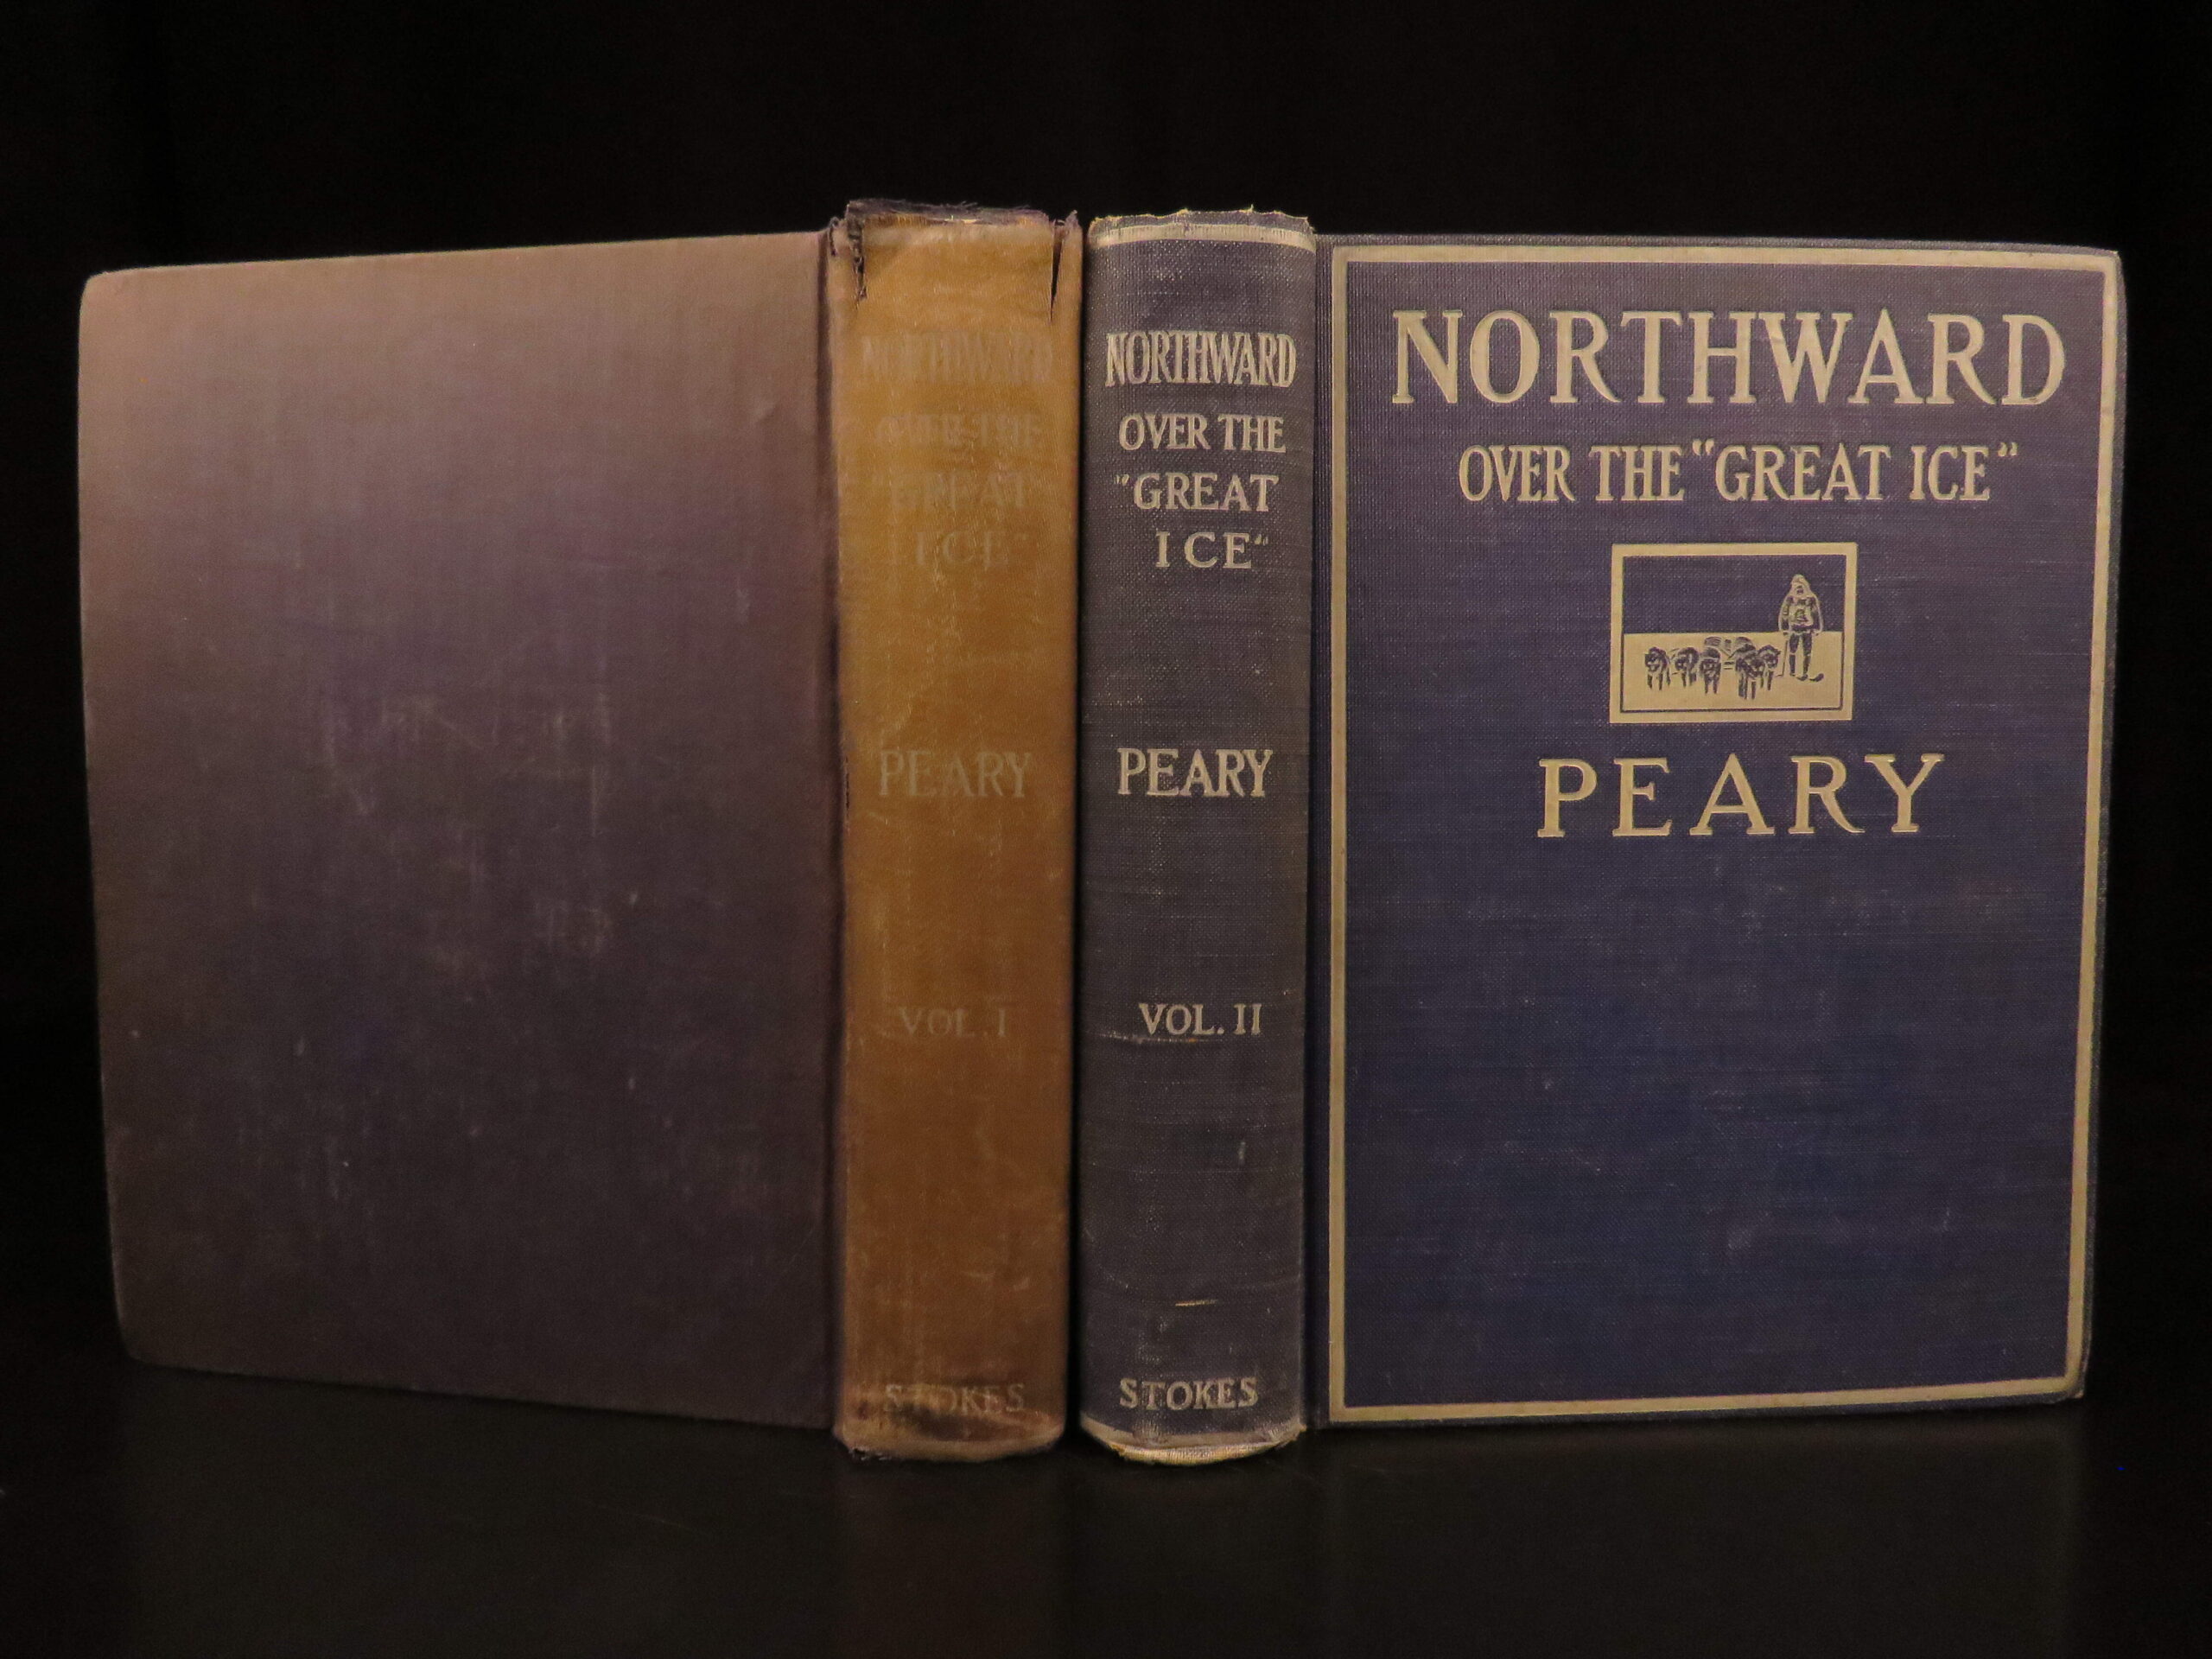 NORTHWARD
OVER THE
"GREAT
ICE"
PEARY
VOL. I
STOKES
NORTHWARD
OVER THE
"GREAT
ICE"
PEARY
VOL. II
STOKES
NORTHWARD
OVER THE "GREAT ICE"
PEARY